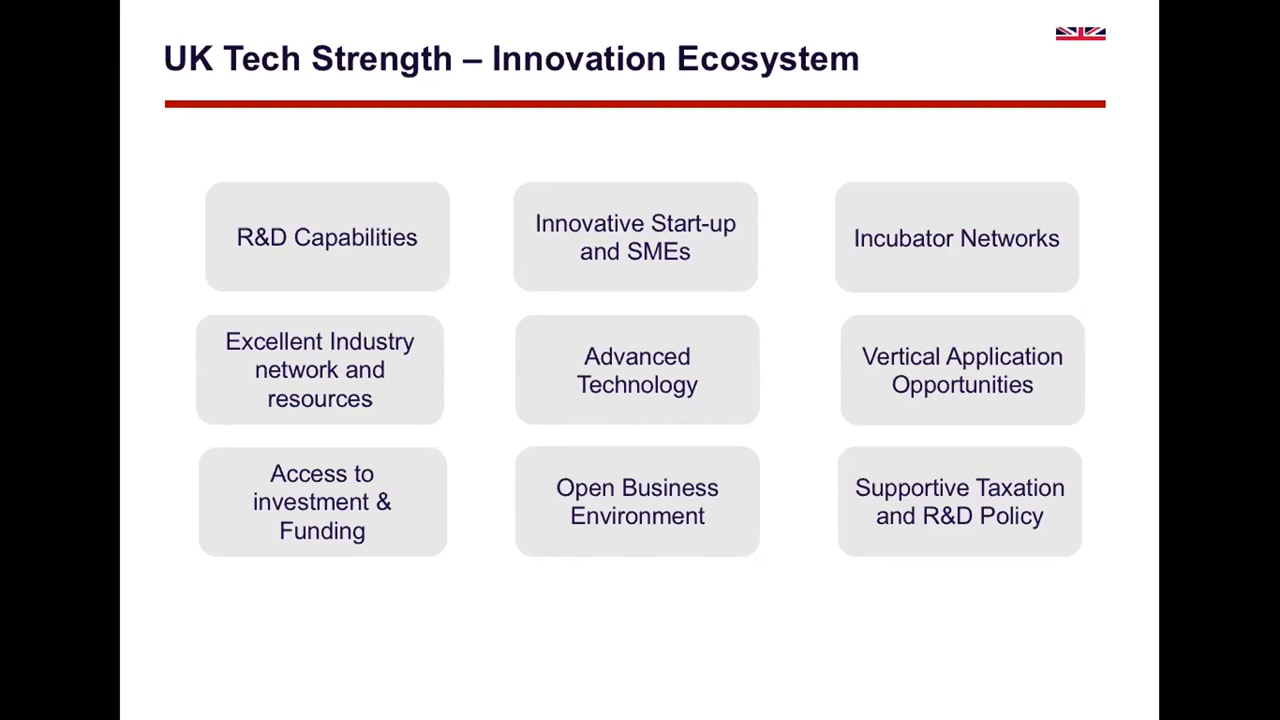 UK Tech Strength – Innovation Ecosystem
R&D Capabilities
Innovative Start-up
and SMEs
Incubator Networks
Excellent Industry
network and
resources
Advanced
Technology
Vertical Application
Opportunities
Access to
investment &
Funding
Open Business
Environment
Supportive Taxation
and R&D Policy